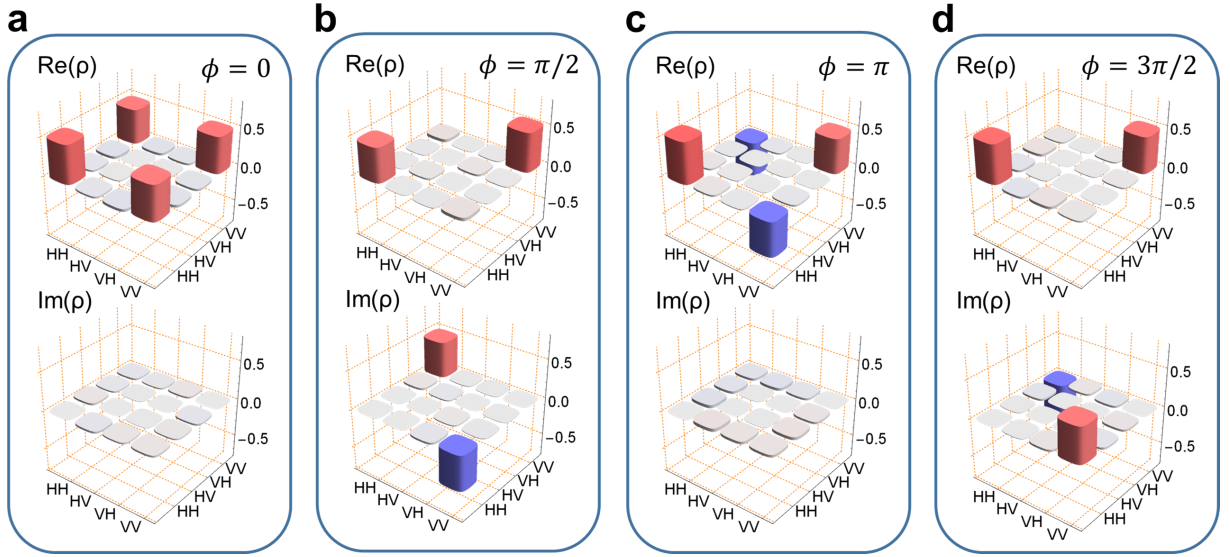 a
Re(ρ) ϕ = 0
0.5
0.0
−0.5
HH HV VH VV
HH HV VH VV
Im(ρ)
0.5
0.0
−0.5
HH HV VH VV
HH HV VH VV
b
Re(ρ) ϕ = π/2
0.5
0.0
−0.5
HH HV VH VV
HH HV VH VV
Im(ρ)
0.5
0.0
−0.5
HH HV VH VV
HH HV VH VV
c
Re(ρ) ϕ = π
0.5
0.0
−0.5
HH HV VH VV
HH HV VH VV
Im(ρ)
0.5
0.0
−0.5
HH HV VH VV
HH HV VH VV
d
Re(ρ) ϕ = 3π/2
0.5
0.0
−0.5
HH HV VH VV
HH HV VH VV
Im(ρ)
0.5
0.0
−0.5
HH HV VH VV
HH HV VH VV